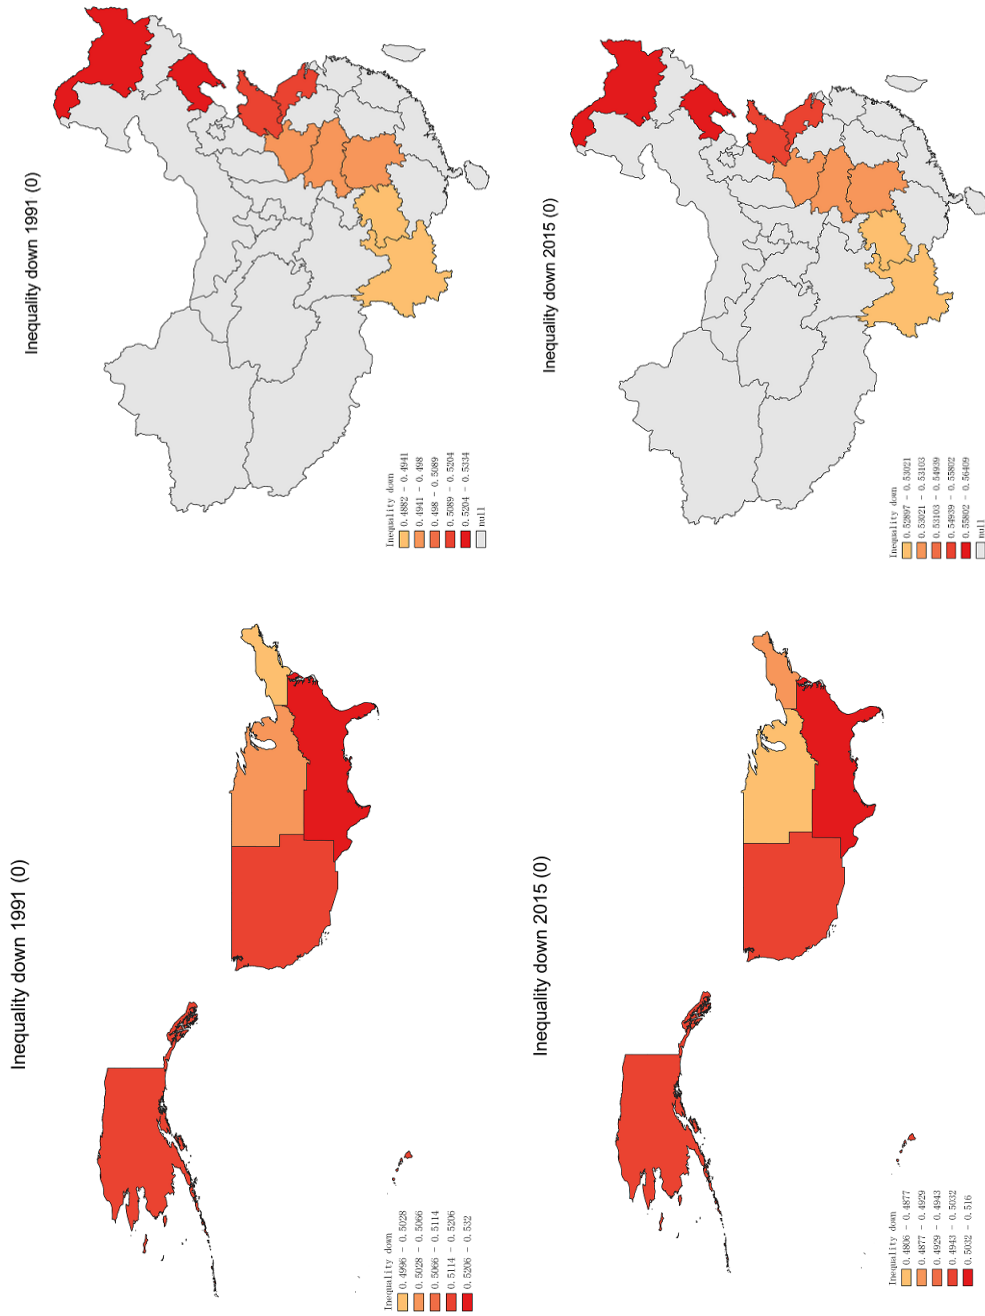 Inequality down 1991 (0)
Inequality down
0.4996 - 0.5028
0.5028 - 0.5066
0.5066 - 0.5114
0.5114 - 0.5206
0.5206 - 0.532
Inequality down 1991 (0)
Inequality down
0.4882 - 0.4941
0.4941 - 0.498
0.498 - 0.5089
0.5089 - 0.5204
0.5204 - 0.5334
null
Inequality down 2015 (0)
Inequality down
0.4806 - 0.4877
0.4877 - 0.4929
0.4929 - 0.4943
0.4943 - 0.5032
0.5032 - 0.516
Inequality down 2015 (0)
Inequality down
0.52897 - 0.53021
0.53021 - 0.53103
0.53103 - 0.54939
0.54939 - 0.55802
0.55802 - 0.56409
null